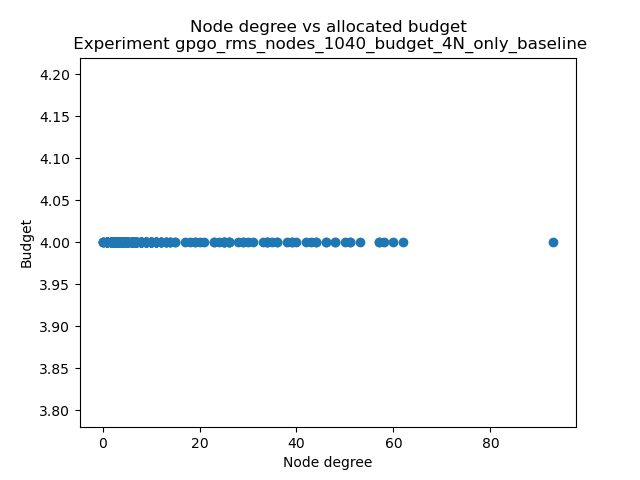 Node degree vs allocated budget
Experiment gpgo_rms_nodes_1040_budget_4N_only_baseline
4.20
4.15
4.10
4.05
4.00
3.95
3.90
3.85
3.80
Budget
0 20 40 60 80
Node degree